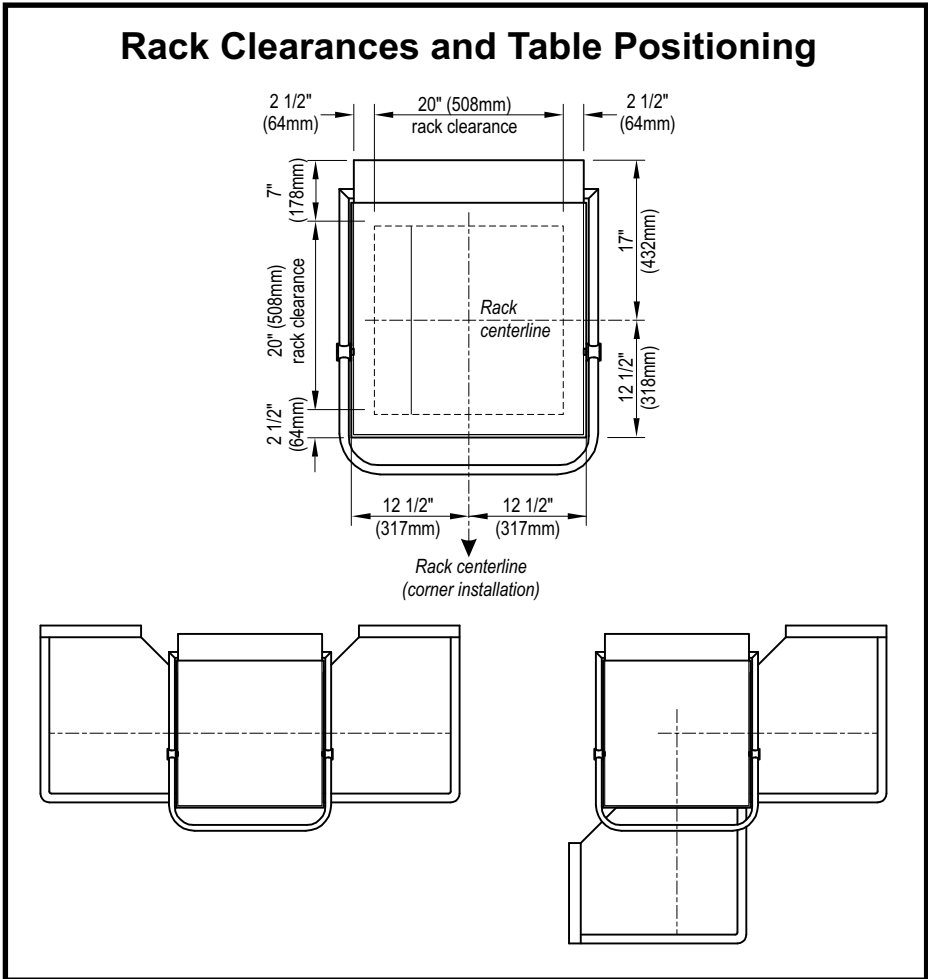 Rack Clearances and Table Positioning
2 1/2"
(64mm)
20" (508mm)
rack clearance
2 1/2"
(64mm)
7"
(178mm)
17"
(432mm)
20" (508mm)
rack clearance
Rack
centerline
12 1/2"
(318mm)
2 1/2"
(64mm)
12 1/2"
(317mm)
12 1/2"
(317mm)
Rack centerline
(corner installation)